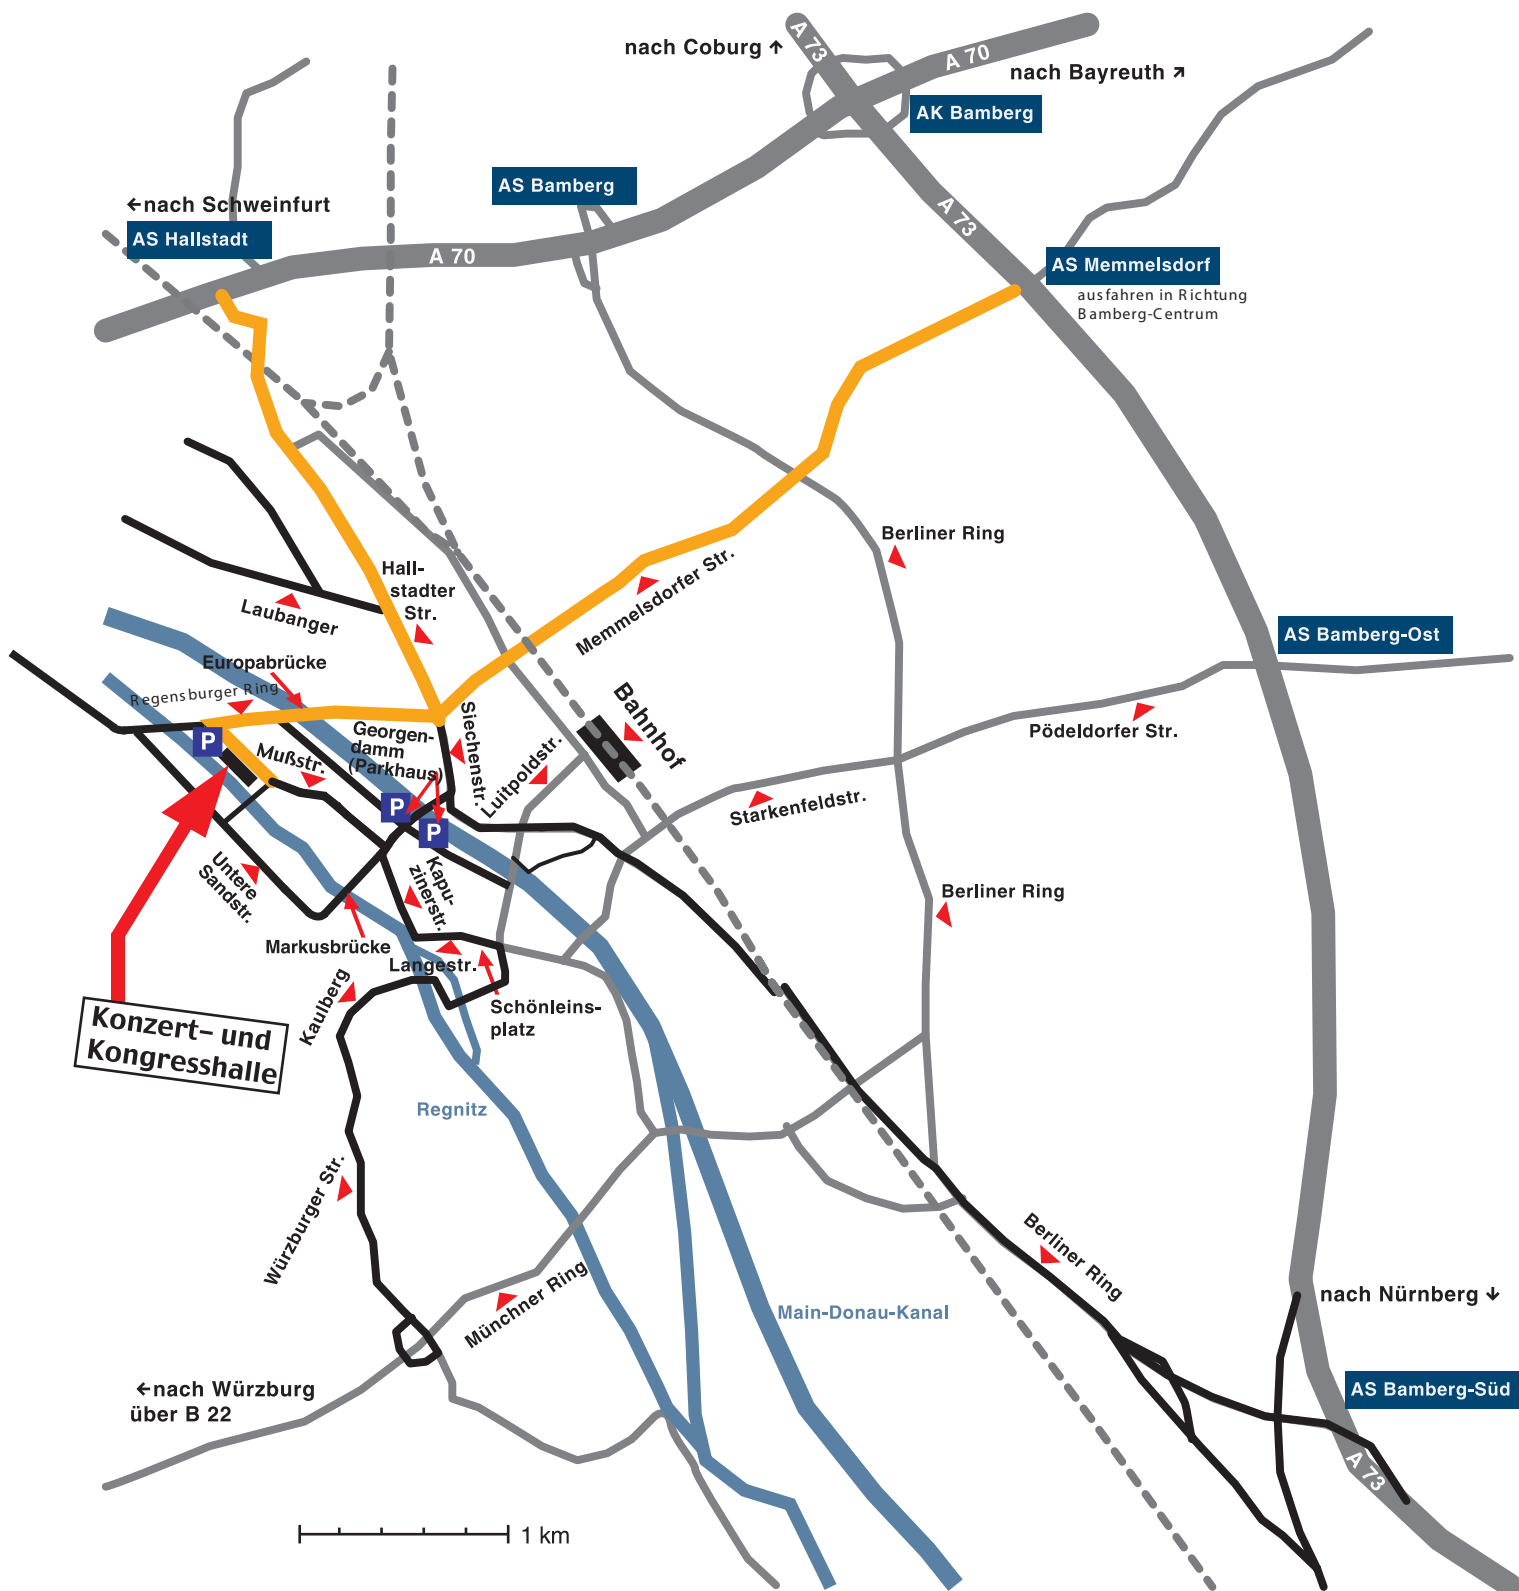 A 73
nach Coburg ↑
A 70
nach Bayreuth ↗
AK Bamberg
AS Bamberg
←nach Schweinfurt
AS Hallstadt
A 70
A 73
AS Memmelsdorf
ausfahren in Richtung
Bamberg-Centrum
Berliner Ring
Hall-
stadter
Str.
Memmelsdorfer Str.
Laubanger
AS Bamberg-Ost
Europabrücke
Regensburger Ring
Siechenstr.
Bahnhof
Pödeldorfer Str.
P
Mußstr.
Georgen-
damm
(Parkhaus)
Luitpoldstr.
Starkenfeldstr.
P
P
Untere
Sandstr.
Kapu-
zinerstr.
Berliner Ring
Markusbrücke
Langestr.
Kaulberg
Schönleins-
platz
Konzert- und
Kongresshalle
Regnitz
Würzburger Str.
Berliner Ring
Münchner Ring
Main-Donau-Kanal
nach Nürnberg ↓
←nach Würzburg
über B 22
AS Bamberg-Süd
A 73
1 km